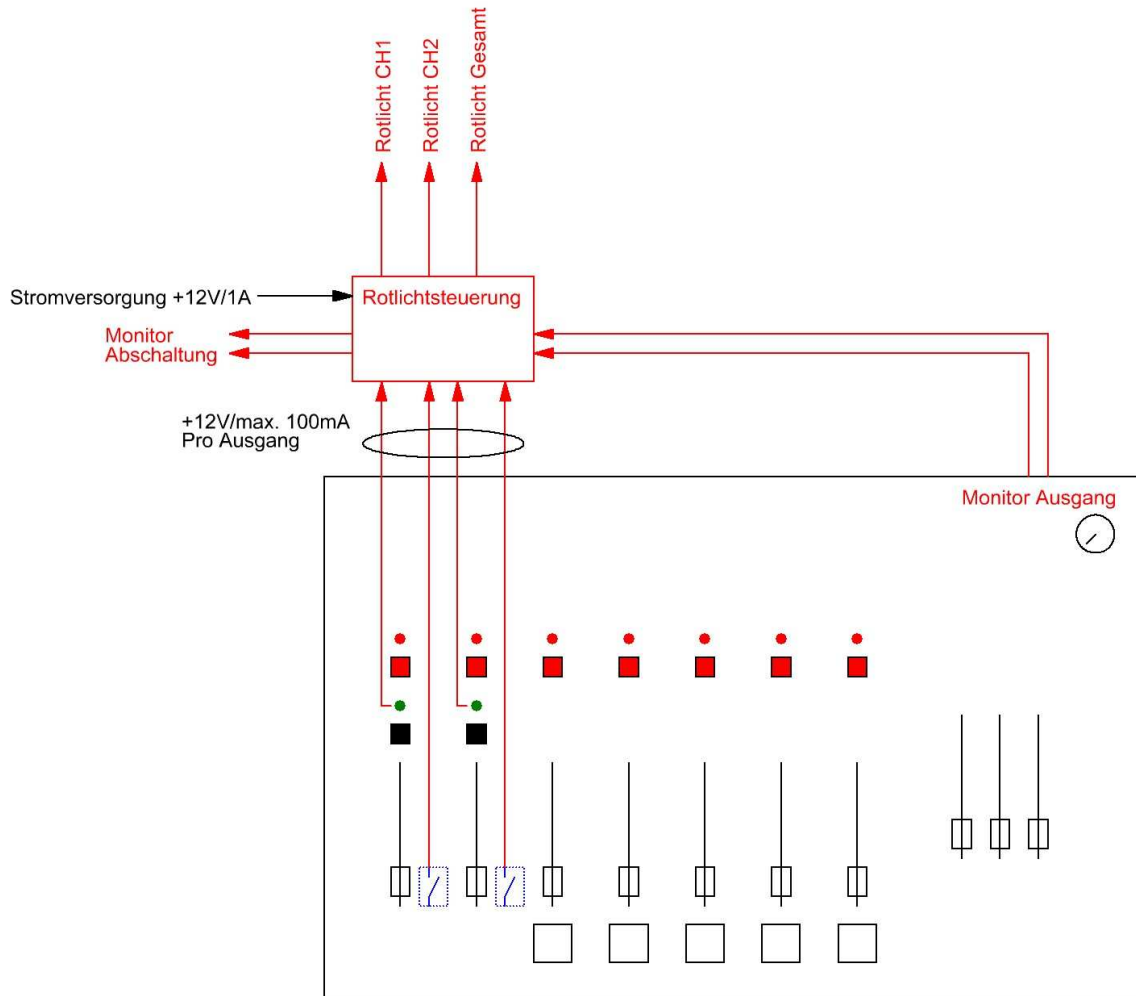 Rotlicht CH1
Rotlicht CH2
Rotlicht Gesamt
Stromversorgung +12V/1A
Rotlichtsteuerung
Monitor
Abschaltung
+12V/max. 100mA
Pro Ausgang
Monitor Ausgang